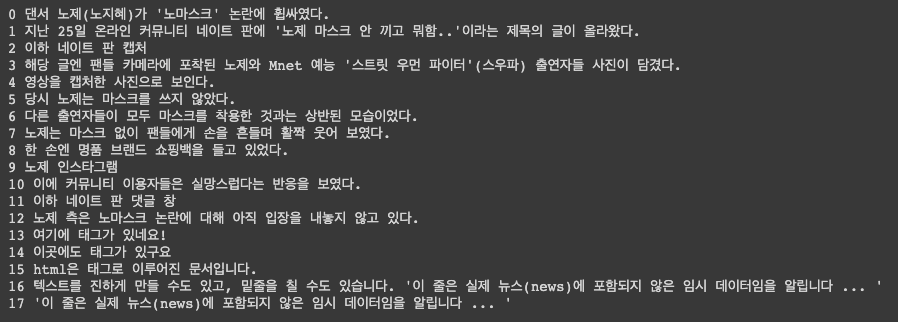 0 댄서 노제(노지혜)가 '노마스크' 논란에 휩싸였다.
1 지난 25일 온라인 커뮤니티 네이트 판에 '노제 마스크 안 끼고 뭐함..'이라는 제목의 글이 올라왔다.
2 이하 네이트 판 캡처
3 해당 글엔 팬들 카메라에 포착된 노제와 Mnet 예능 '스트릿 우먼 파이터'(스우파) 출연자들 사진이 담겼다.
4 영상을 캡처한 사진으로 보인다.
5 당시 노제는 마스크를 쓰지 않았다.
6 다른 출연자들이 모두 마스크를 착용한 것과는 상반된 모습이었다.
7 노제는 마스크 없이 팬들에게 손을 흔들며 활짝 웃어 보였다.
8 한 손엔 명품 브랜드 쇼핑백을 들고 있었다.
9 노제 인스타그램
10 이에 커뮤니티 이용자들은 실망스럽다는 반응을 보였다.
11 이하 네이트 판 댓글 창
12 노제 측은 노마스크 논란에 대해 아직 입장을 내놓지 않고 있다.
13 여기에 태그가 있네요!
14 이곳에도 태그가 있구요
15 html은 태그로 이루어진 문서입니다.
16 텍스트를 진하게 만들 수도 있고, 밑줄을 칠 수도 있습니다. '이 줄은 실제 뉴스(news)에 포함되지 않은 임시 데이터임을 알립니다 ... '
17 '이 줄은 실제 뉴스(news)에 포함되지 않은 임시 데이터임을 알립니다 ... '